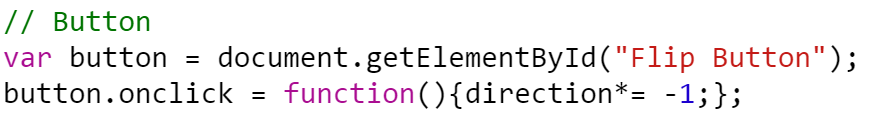 // Button
var button = document.getElementById("Flip Button");
button.onclick = function(){direction*= -1;};